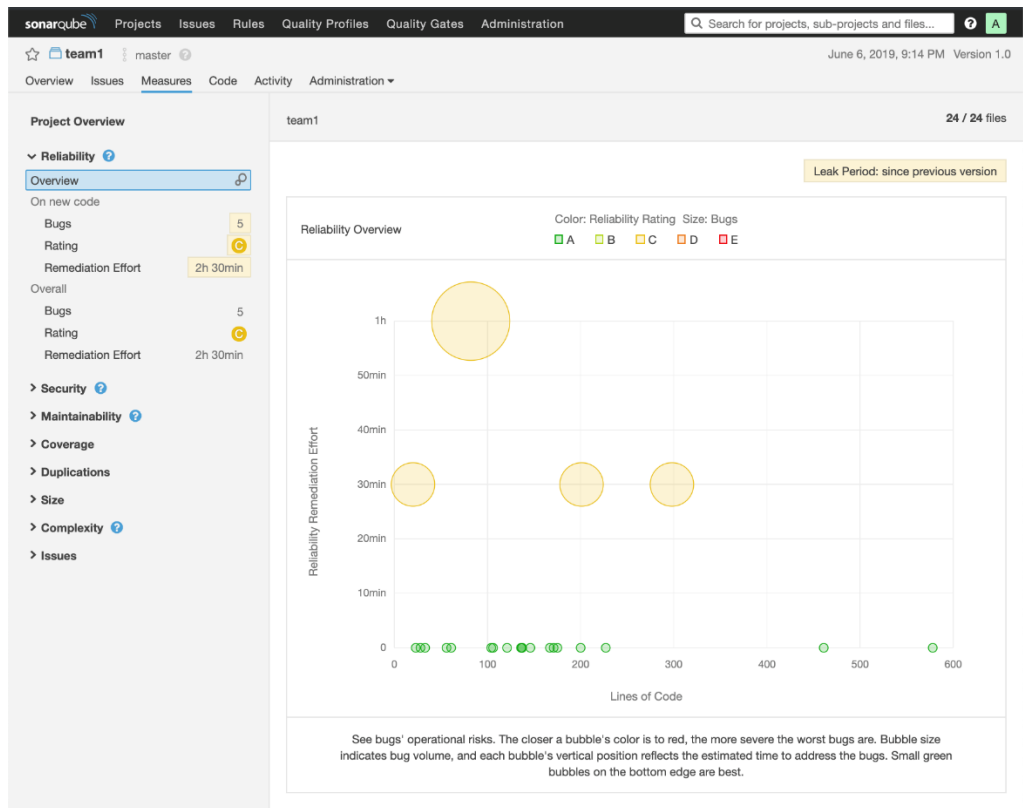 sonarqube Projects Issues Rules Quality Profiles Quality Gates Administration Search for projects, sub-projects and files... ? A
team1 master ? June 6, 2019, 9:14 PM Version 1.0
Overview Issues Measures Code Activity Administration
Project Overview
Reliability ?
Overview
On new code
Bugs 5
Rating C
Remediation Effort 2h 30min
Overall
Bugs 5
Rating C
Remediation Effort 2h 30min
Security ?
Maintainability ?
Coverage
Duplications
Size
Complexity ?
Issues
team1 24 / 24 files
Leak Period: since previous version
Reliability Overview
Color: Reliability Rating Size: Bugs
A B C D E
Reliability Remediation Effort
1h
50min
40min
30min
20min
10min
0
0 100 200 300 400 500 600
Lines of Code
See bugs' operational risks. The closer a bubble's color is to red, the more severe the worst bugs are. Bubble size
indicates bug volume, and each bubble's vertical position reflects the estimated time to address the bugs. Small green
bubbles on the bottom edge are best.